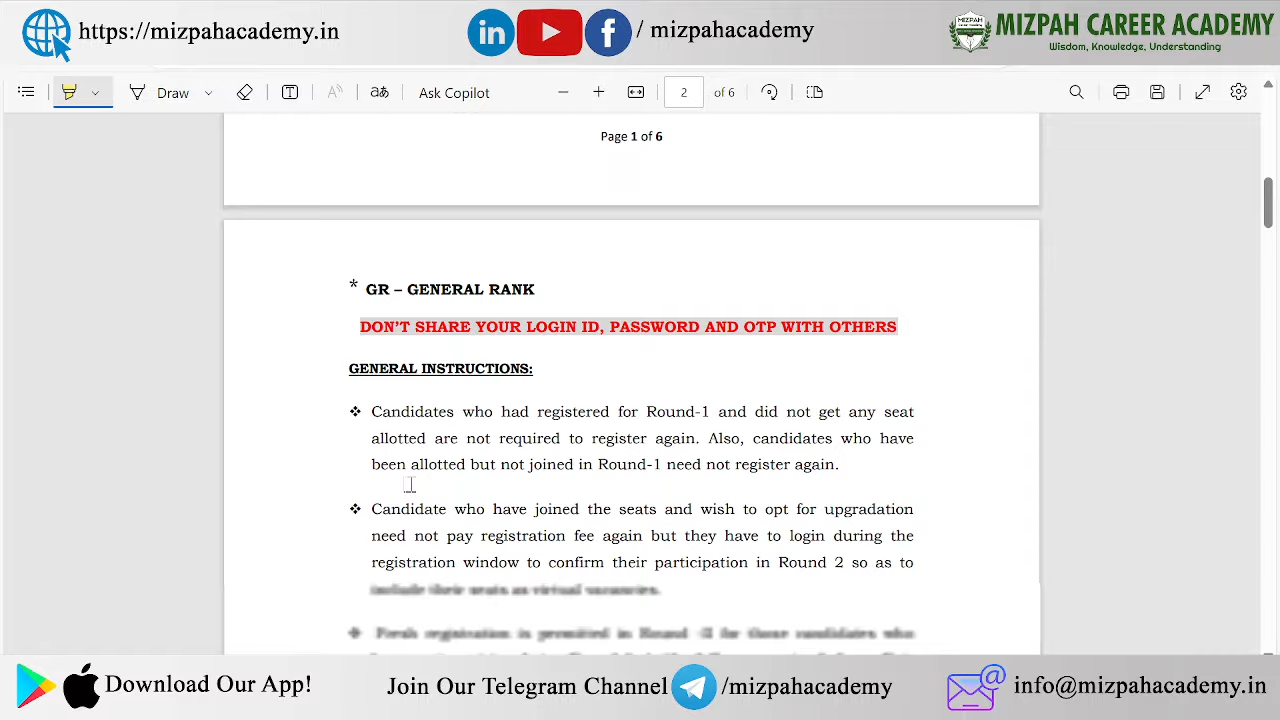 https://mizpahacademy.in
/ mizpahacademy
MIZPAH CAREER ACADEMY
Wisdom, Knowledge, Understanding
Draw
Ask Copilot
2 of 6
Page 1 of 6
* GR – GENERAL RANK
DON'T SHARE YOUR LOGIN ID, PASSWORD AND OTP WITH OTHERS
GENERAL INSTRUCTIONS:
❖ Candidates who had registered for Round-1 and did not get any seat
allotted are not required to register again. Also, candidates who have
been allotted but not joined in Round-1 need not register again.
❖ Candidate who have joined the seats and wish to opt for upgradation
need not pay registration fee again but they have to login during the
registration window to confirm their participation in Round 2 so as to
include their seats as virtual vacancies.
Download Our App!
Join Our Telegram Channel
/mizpahacademy
info@mizpahacademy.in